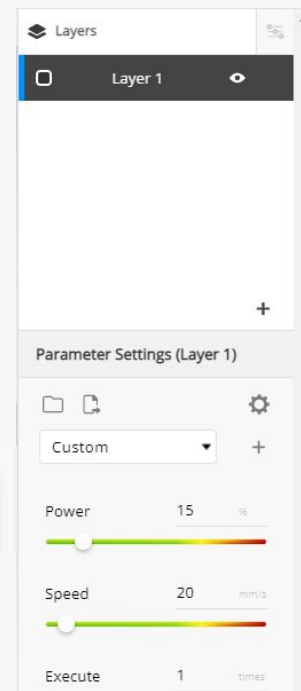 Layers
Layer 1
+
Parameter Settings (Layer 1)
Custom +
Power 15 %
Speed 20 mm/s
Execute 1 times